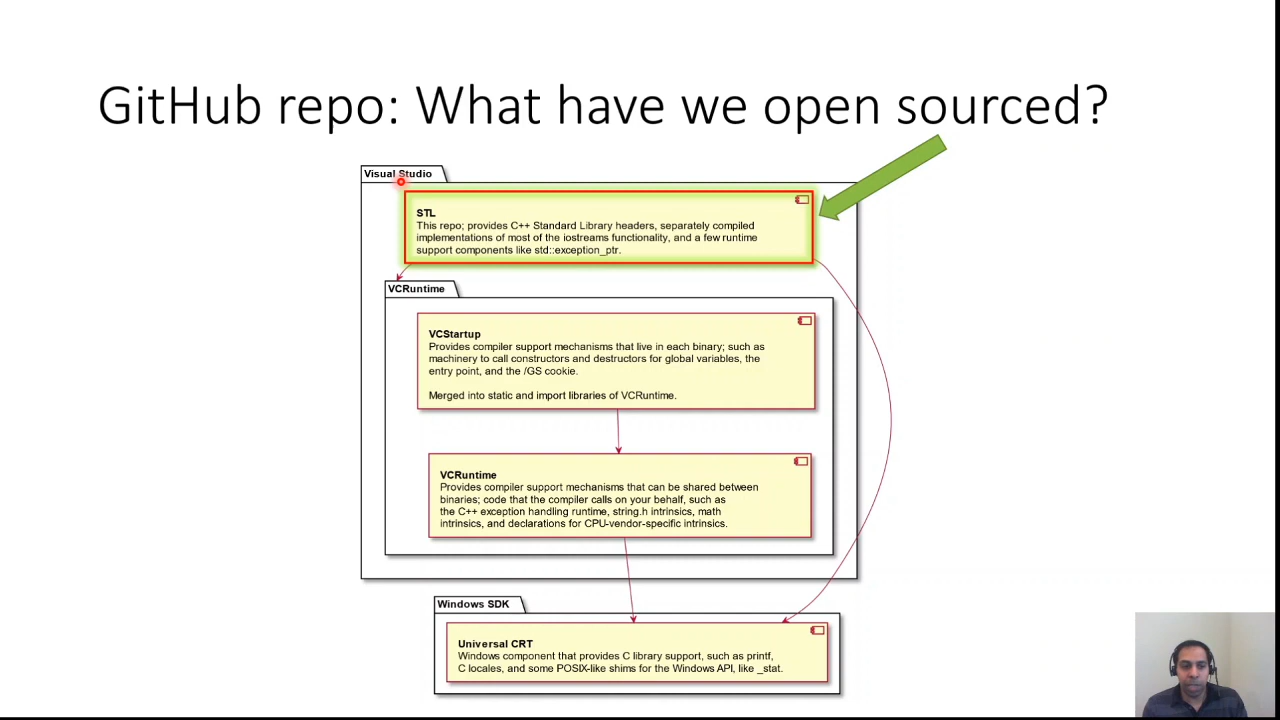 GitHub repo: What have we open sourced?
Visual Studio
STL
This repo; provides C++ Standard Library headers, separately compiled
implementations of most of the iostreams functionality, and a few runtime
support components like std::exception_ptr.
VCRuntime
VCStartup
Provides compiler support mechanisms that live in each binary; such as
machinery to call constructors and destructors for global variables, the
entry point, and the /GS cookie.
Merged into static and import libraries of VCRuntime.
VCRuntime
Provides compiler support mechanisms that can be shared between
binaries; code that the compiler calls on your behalf, such as
the C++ exception handling runtime, string.h intrinsics, math
intrinsics, and declarations for CPU-vendor-specific intrinsics.
Windows SDK
Universal CRT
Windows component that provides C library support, such as printf,
C locales, and some POSIX-like shims for the Windows API, like _stat.